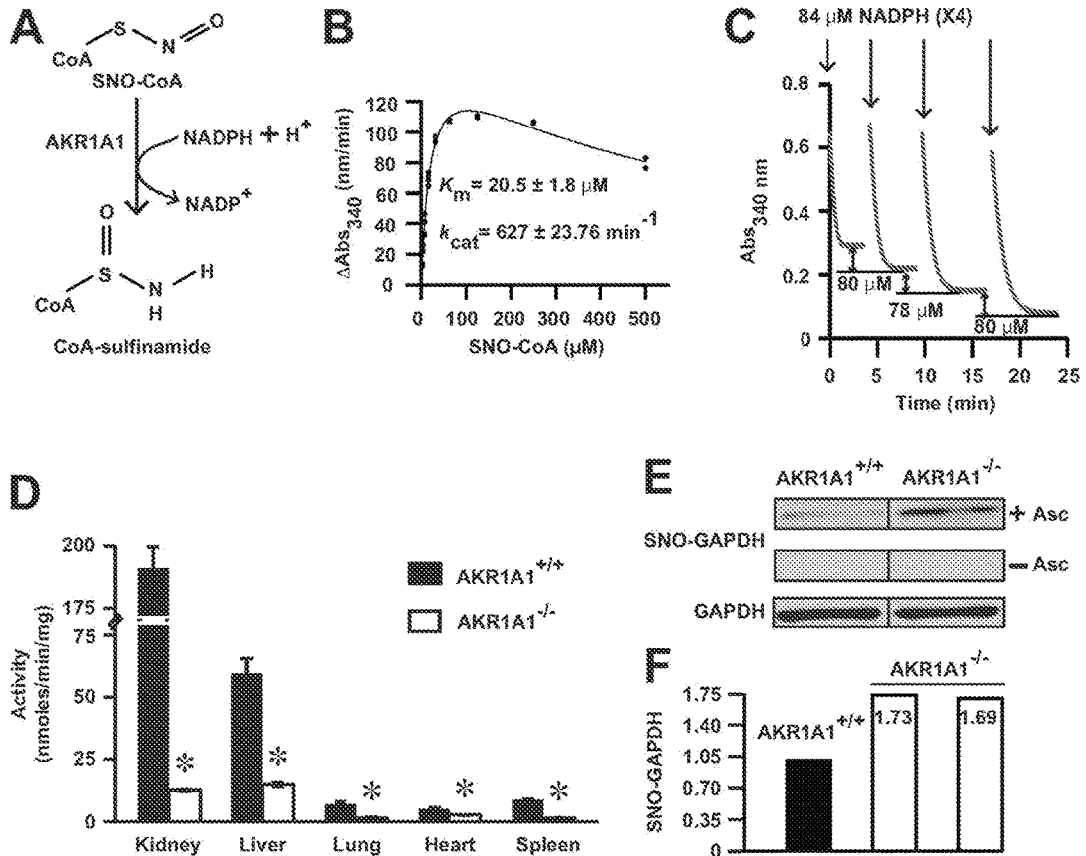 A
S
N
O
CoA
SNO-CoA
AKR1A1
NADPH + H+
NADP+
O
S
N
H
H
CoA
CoA-sulfinamide
B
ΔAbs340 (nm/min)
120
100
80
60
40
20
0
Km= 20.5 ± 1.8 µM
kcat= 627 ± 23.76 min-1
0 100 200 300 400 500
SNO-CoA (µM)
C
84 µM NADPH (X4)
Abs340 nm
0.8
0.6
0.4
0.2
0
80 µM
78 µM
80 µM
0 5 10 15 20 25
Time (min)
D
Activity
(nmoles/min/mg)
200
175
75
50
25
0
AKR1A1+/+
AKR1A1-/-
* * * * *
Kidney Liver Lung Heart Spleen
E
AKR1A1+/+ AKR1A1-/-
SNO-GAPDH
+ Asc
− Asc
GAPDH
F
SNO-GAPDH
1.75
1.40
1.05
0.70
0.35
0
AKR1A1+/+
AKR1A1-/-
1.73
1.69